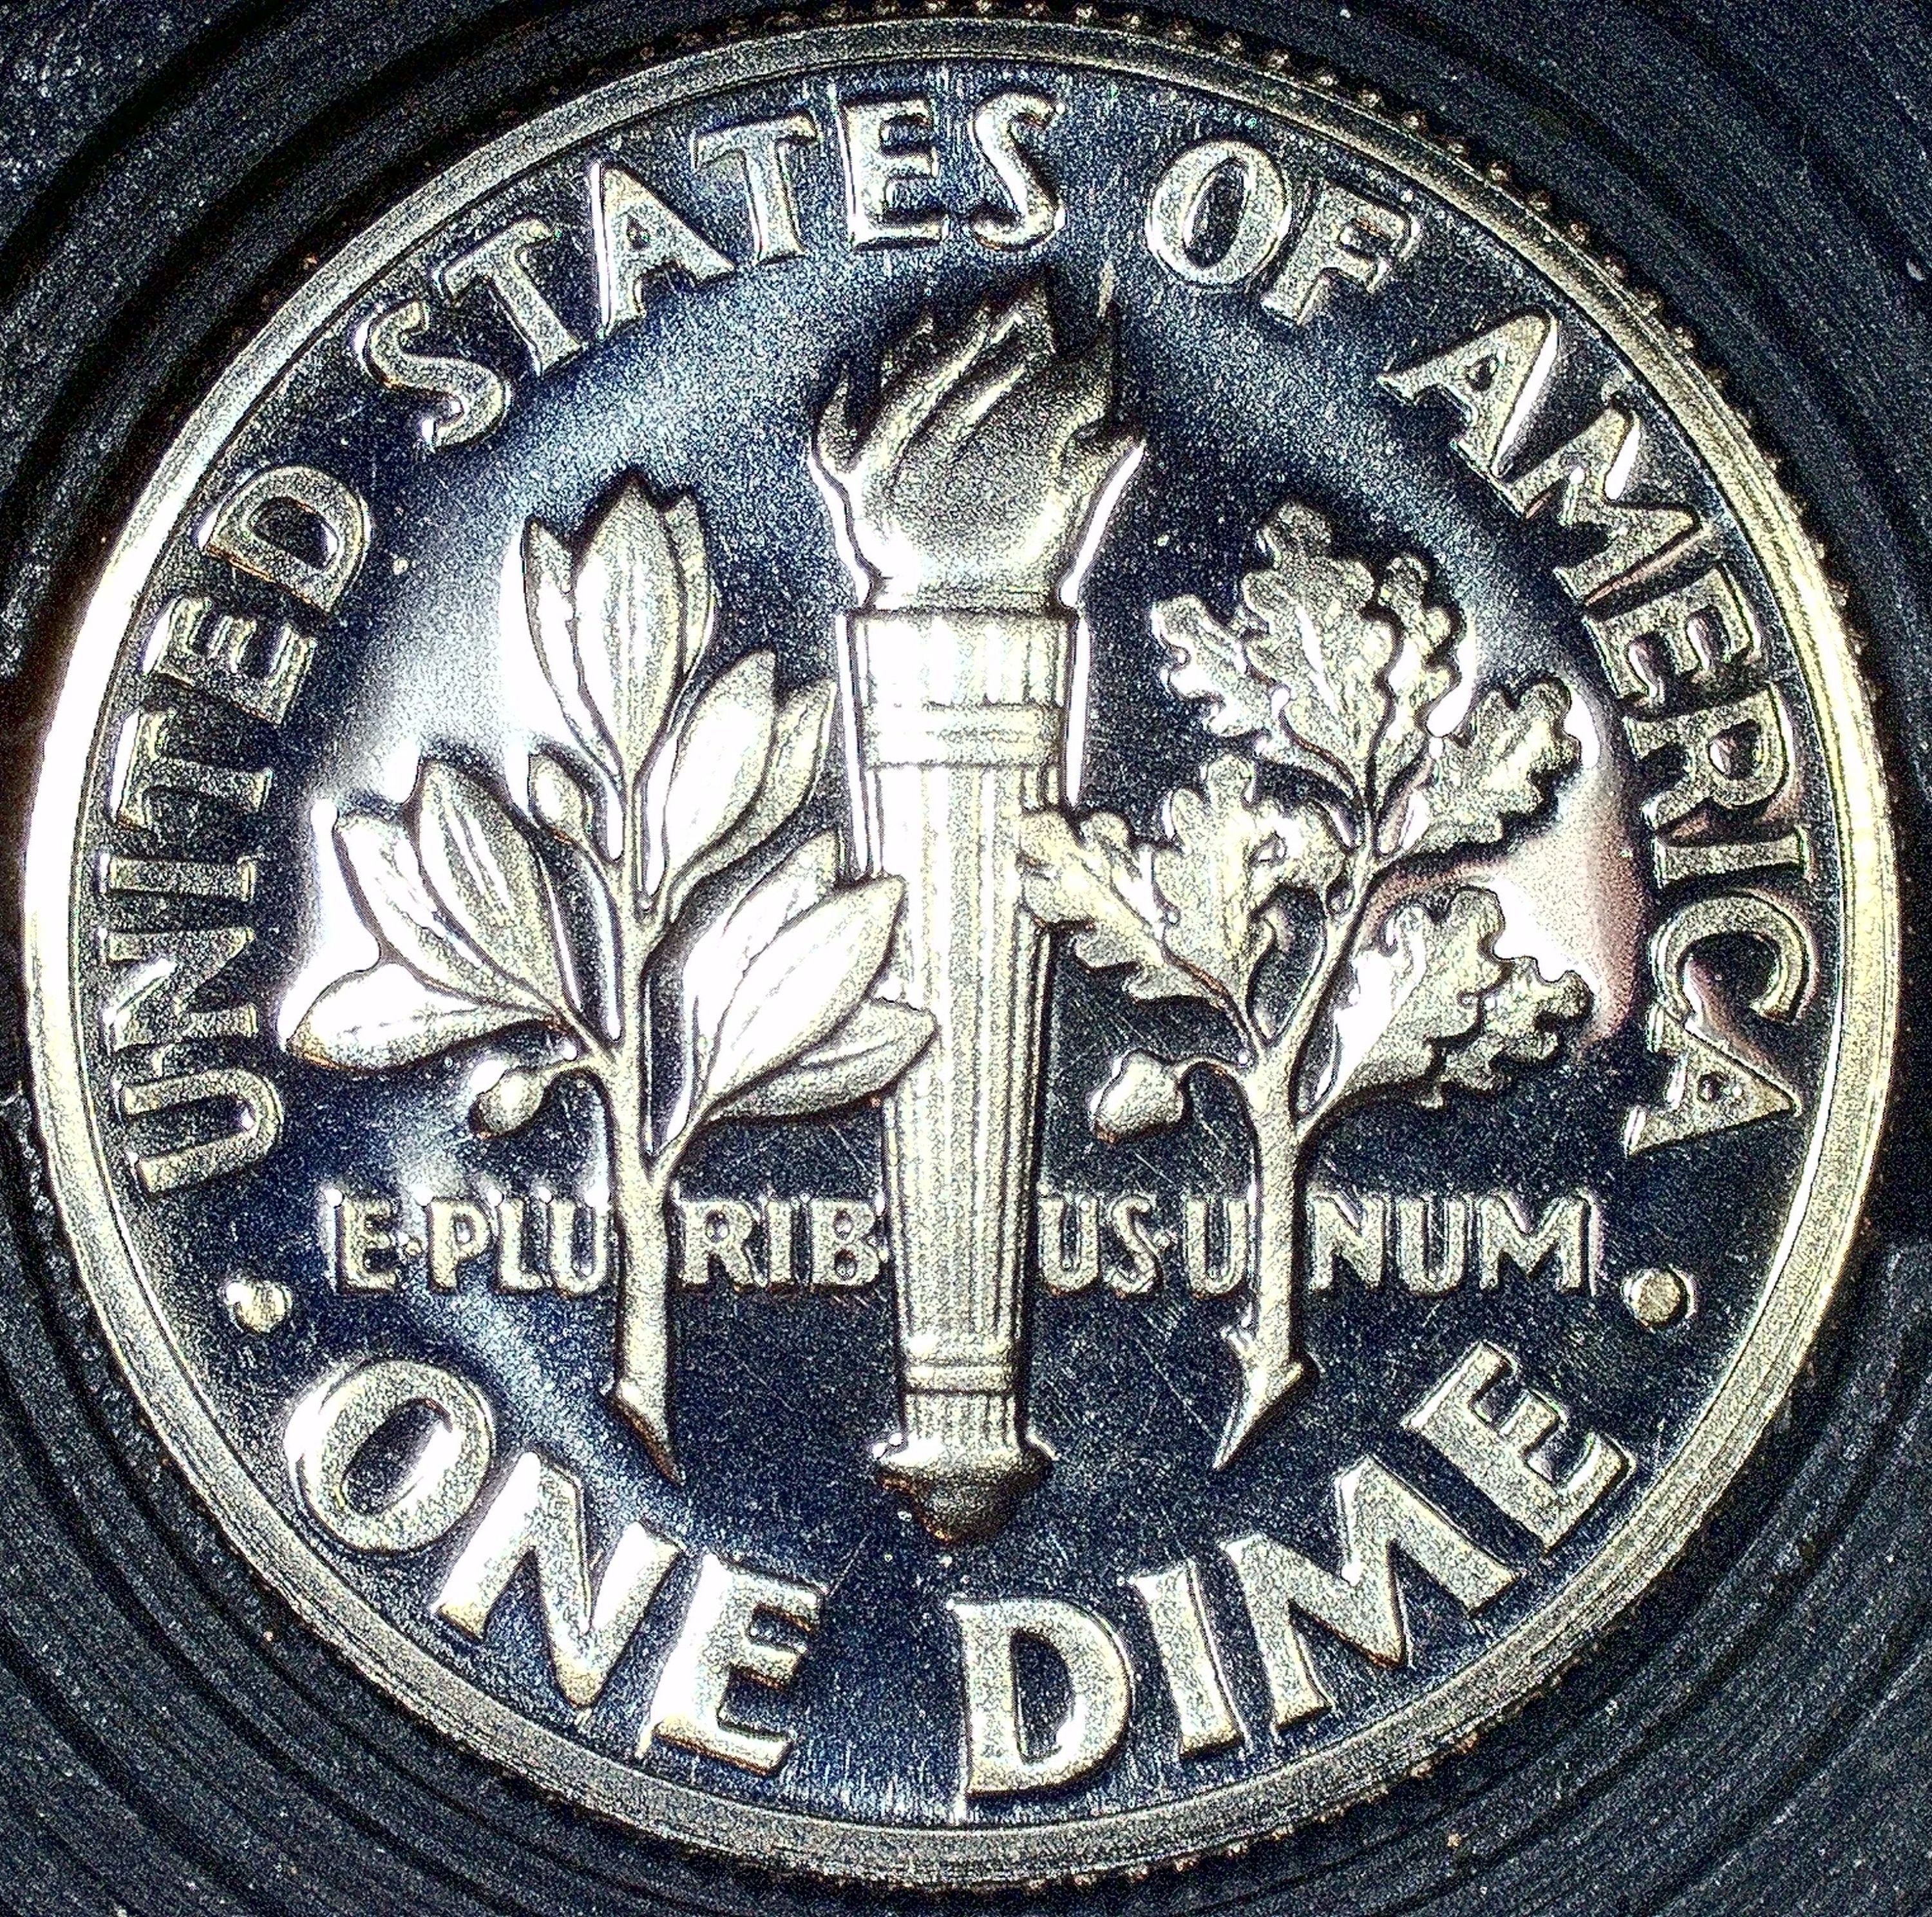 UNITED STATES OF AMERICA
E·PLURIBUS·UNUM
ONE DIME